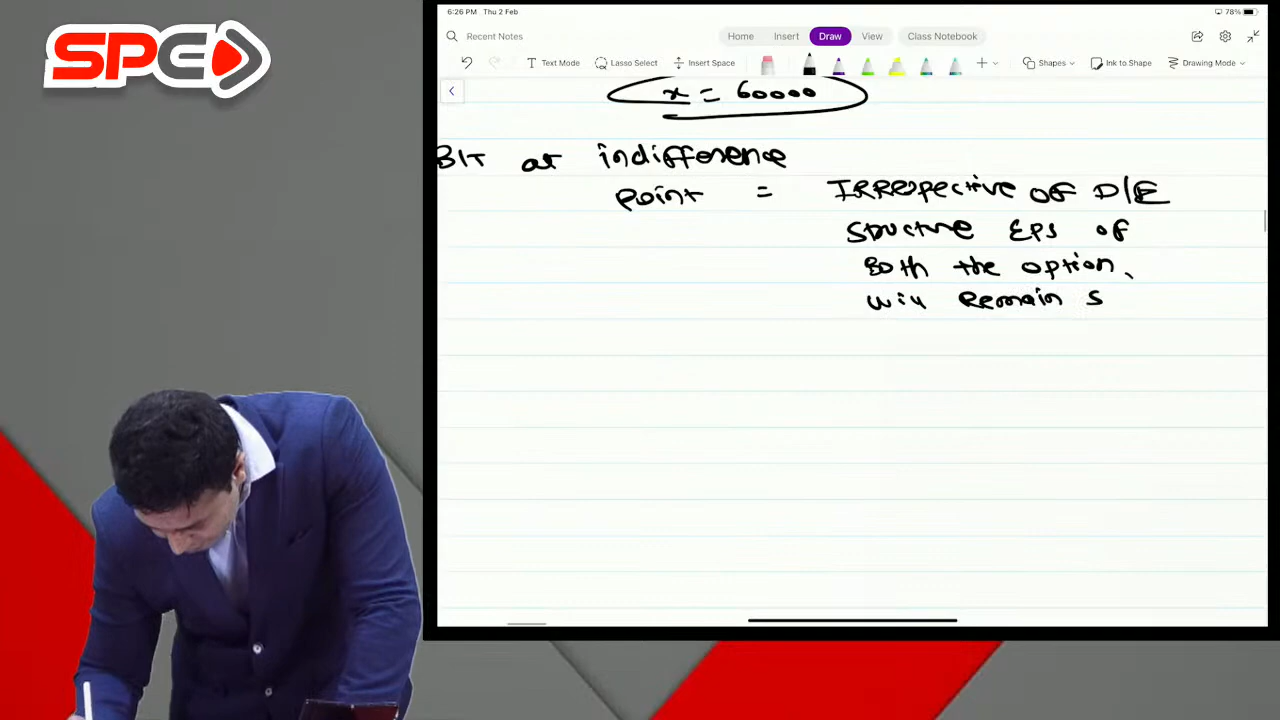 SPE
6:26 PM Thu 2 Feb
78%
Recent Notes
Home Insert Draw View Class Notebook
Text Mode Lasso Select Insert Space Shapes Ink to Shape Drawing Mode
x = 60000
BIT at indifference
point = IRRespective OF D/E
Structure EPS OF
Both the option,
will Remain S